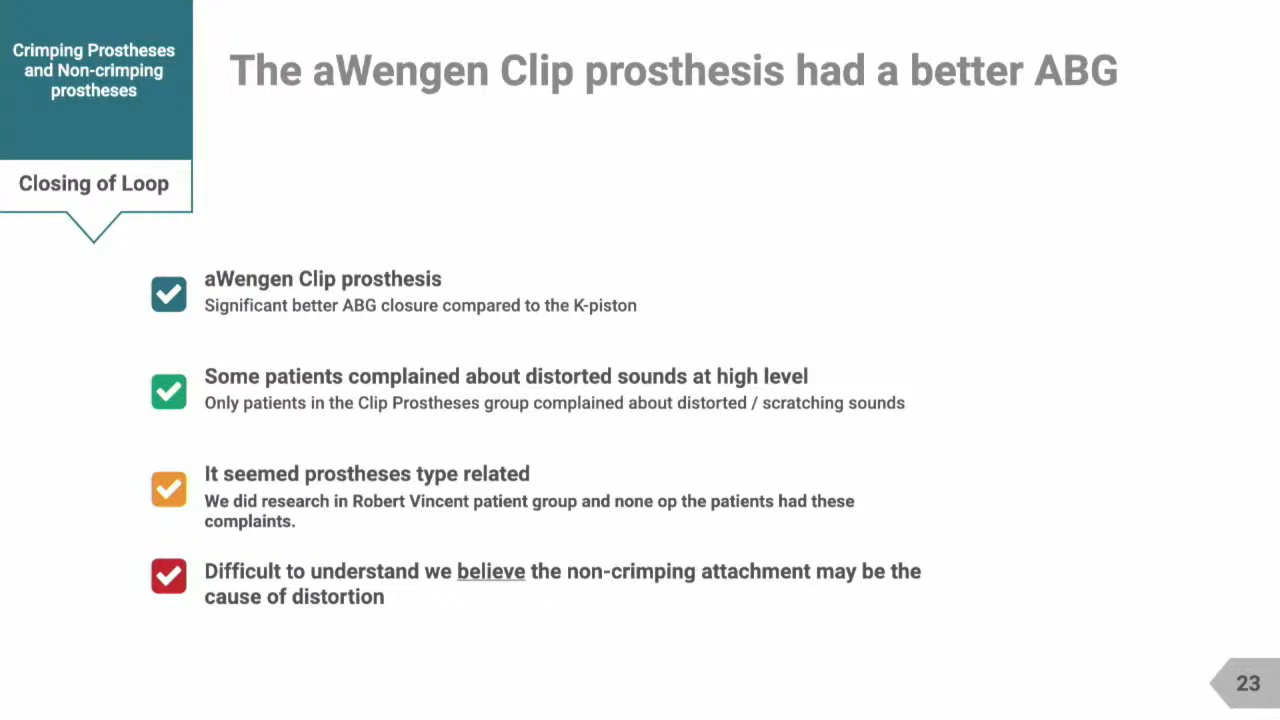 Crimping Prostheses
and Non-crimping
prostheses
The aWengen Clip prosthesis had a better ABG
Closing of Loop
aWengen Clip prosthesis
Significant better ABG closure compared to the K-piston
Some patients complained about distorted sounds at high level
Only patients in the Clip Prostheses group complained about distorted / scratching sounds
It seemed prostheses type related
We did research in Robert Vincent patient group and none op the patients had these
complaints.
Difficult to understand we believe the non-crimping attachment may be the
cause of distortion
23